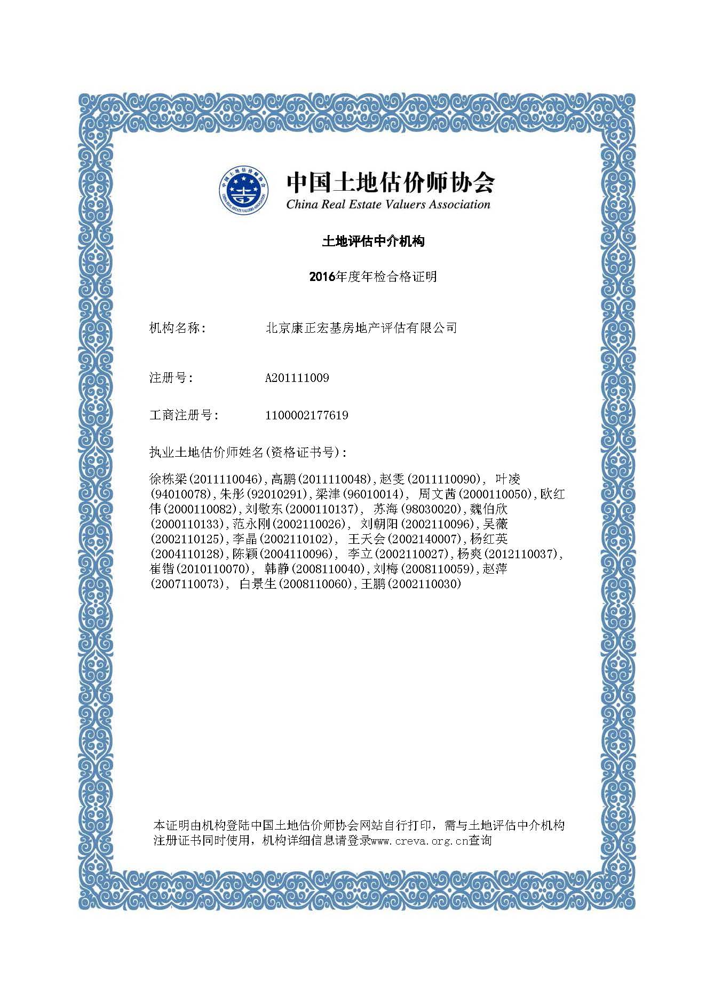 中国土地估价师协会
CHINA REAL ESTATE VALUERS ASSOCIATION
中国土地估价师协会
China Real Estate Valuers Association
土地评估中介机构
2016年度年检合格证明
机构名称: 北京康正宏基房地产评估有限公司
注册号: A201111009
工商注册号: 1100002177619
执业土地估价师姓名(资格证书号):
徐栋梁(2011110046),高鹏(2011110048),赵雯(2011110090), 叶凌
(94010078),朱彤(92010291),梁津(96010014), 周文茜(2000110050),欧红
伟(2000110082),刘敬东(2000110137), 苏海(98030020),魏伯欣
(2000110133),范永刚(2002110026), 刘朝阳(2002110096),吴薇
(2002110125),李晶(2002110102), 王天会(2002140007),杨红英
(2004110128),陈颖(2004110096), 李立(2002110027),杨爽(2012110037),
崔锴(2010110070), 韩静(2008110040),刘梅(2008110059),赵萍
(2007110073), 白景生(2008110060),王鹏(2002110030)
本证明由机构登陆中国土地估价师协会网站自行打印，需与土地评估中介机构
注册证书同时使用，机构详细信息请登录www.creva.org.cn查询